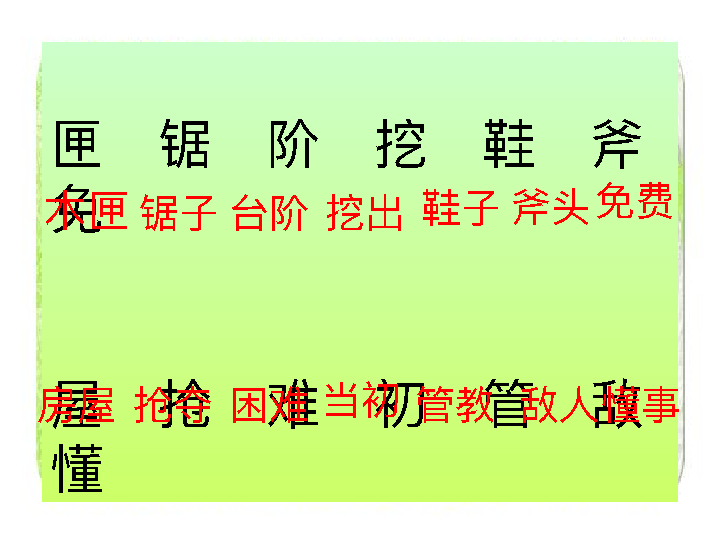 匣 锯 阶 挖 鞋 斧
免
木匣 锯子 台阶 挖出 鞋子 斧头 免费
屋 抢 难 初 管 敌
房屋 抢夺 困难 当初 管教 敌人 懂事
懂